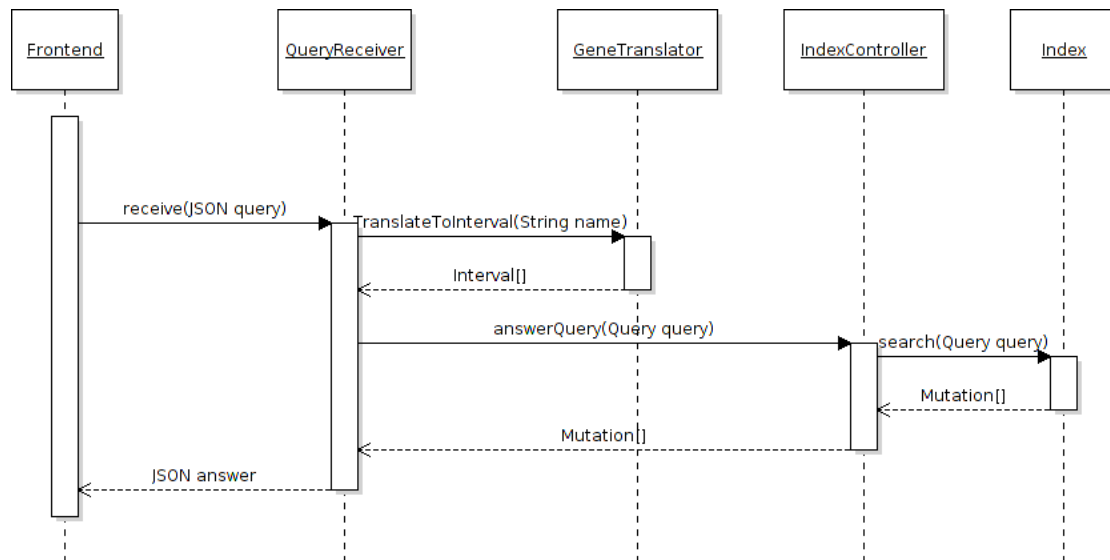 Frontend
QueryReceiver
GeneTranslator
IndexController
Index
receive(JSON query)
TranslateToInterval(String name)
Interval[]
answerQuery(Query query)
search(Query query)
Mutation[]
Mutation[]
JSON answer